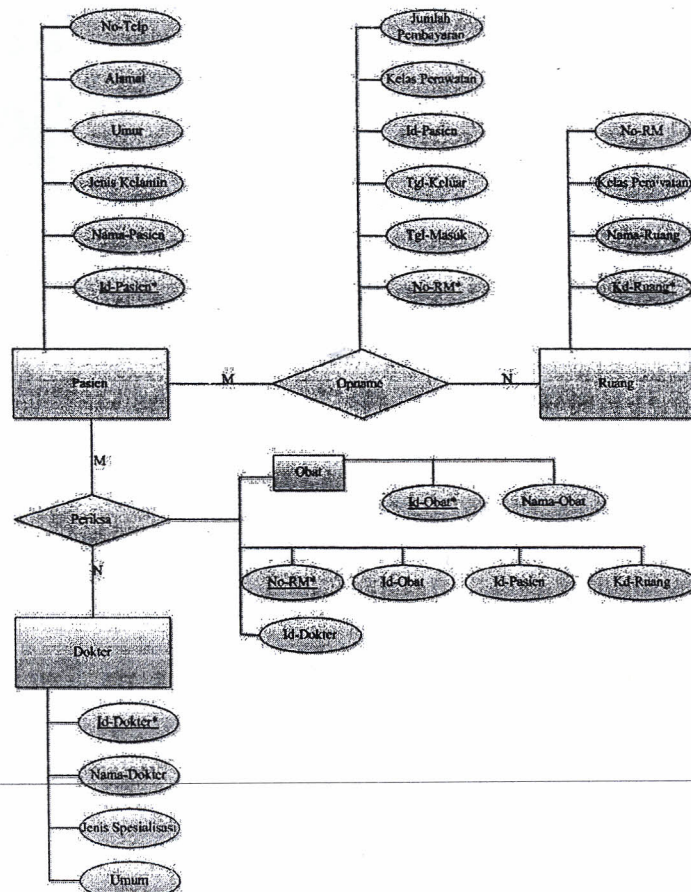 No-Telp
Alamat
Umur
Jenis Kelamin
Nama-Pasien
Id-Pasien*
Jumlah
Pembayaran
Kelas Perawatan
Id-Pasien
Tgl-Keluar
Tgl-Masuk
No-RM*
No-RM
Kelas Perawatan
Nama-Ruang
Kd-Ruang*
Pasien
M
Opname
N
Ruang
M
Periksa
N
Obat
Id-Obat*
Nama-Obat
No-RM*
Id-Obat
Id-Pasien
Kd-Ruang
Id-Dokter
Dokter
Id-Dokter*
Nama-Dokter
Jenis Spesialisasi
Umum